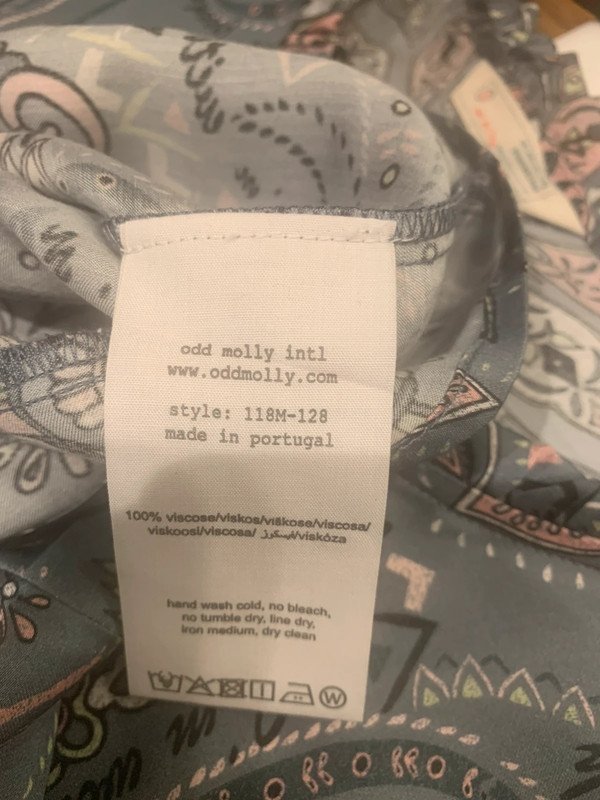 odd molly intl
www.oddmolly.com
style: 118M-128
made in portugal
100% viscose/viskos/viškose/viscosa/
viskoosi/viscosa/ فيسكوز/viskóza
hand wash cold, no bleach,
no tumble dry, line dry,
iron medium, dry clean
W